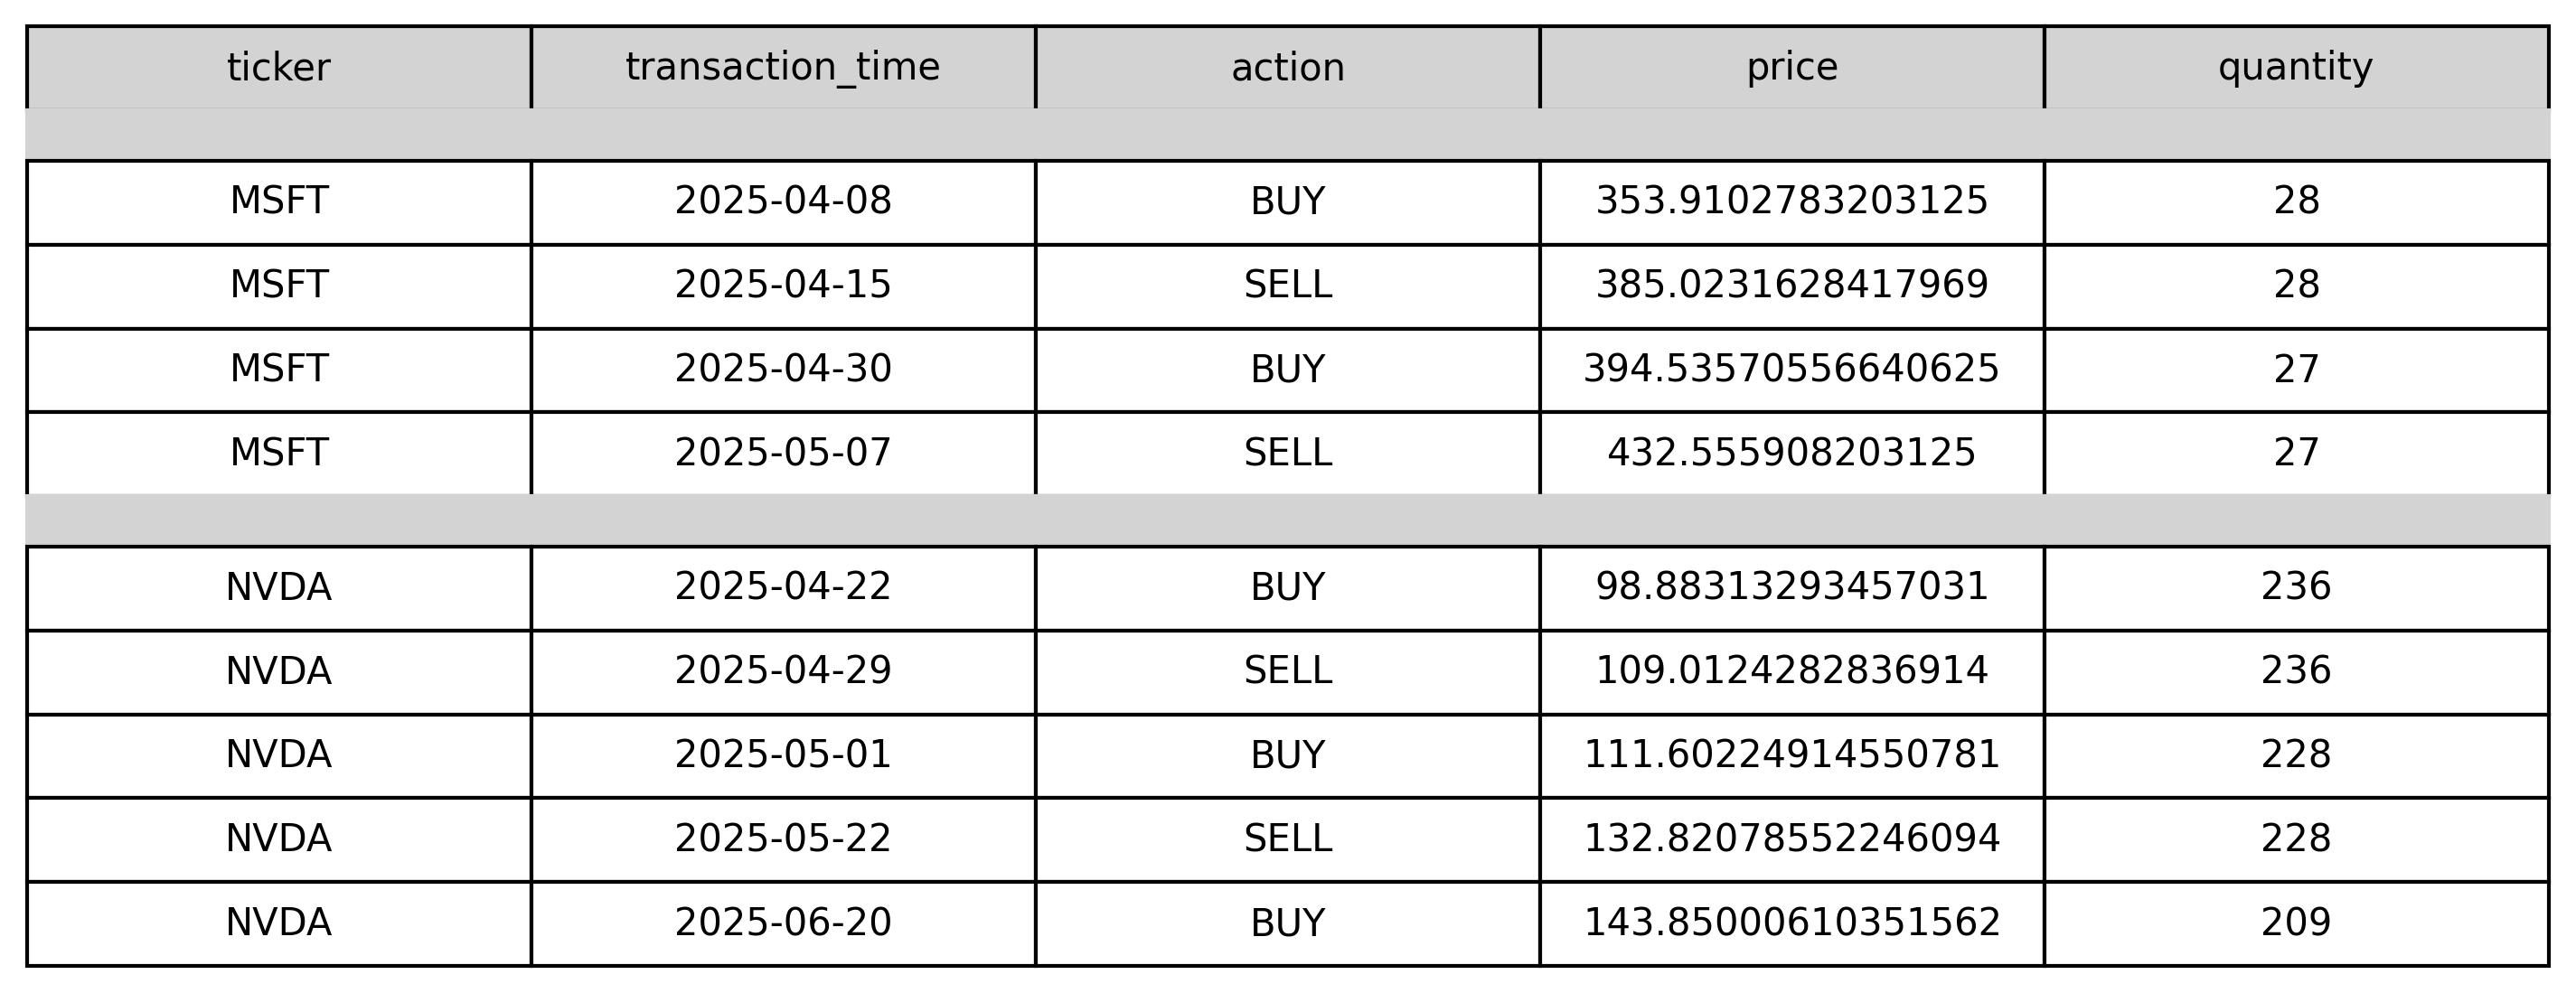 ticker transaction_time action price quantity
MSFT 2025-04-08 BUY 353.9102783203125 28
MSFT 2025-04-15 SELL 385.0231628417969 28
MSFT 2025-04-30 BUY 394.53570556640625 27
MSFT 2025-05-07 SELL 432.555908203125 27
NVDA 2025-04-22 BUY 98.88313293457031 236
NVDA 2025-04-29 SELL 109.0124282836914 236
NVDA 2025-05-01 BUY 111.60224914550781 228
NVDA 2025-05-22 SELL 132.82078552246094 228
NVDA 2025-06-20 BUY 143.85000610351562 209